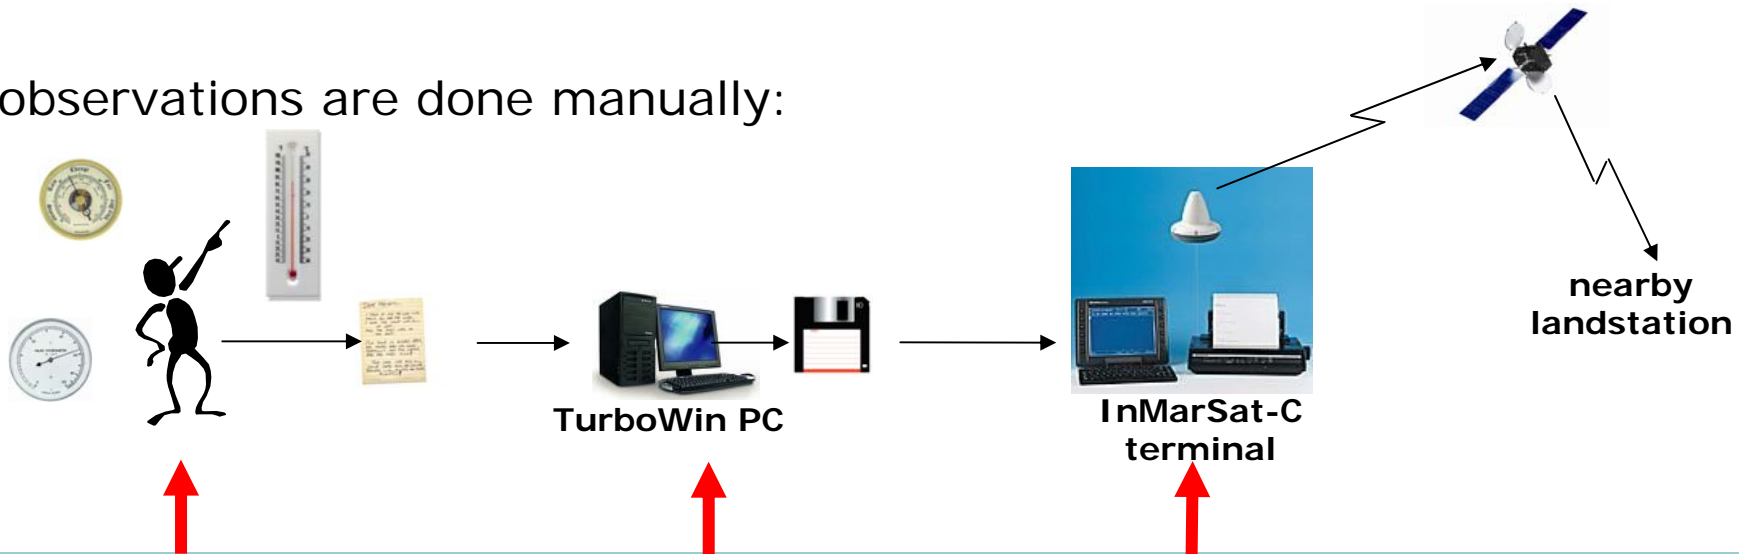 observations are done manually:
TurboWin PC
InMarSat-C
terminal
nearby
landstation